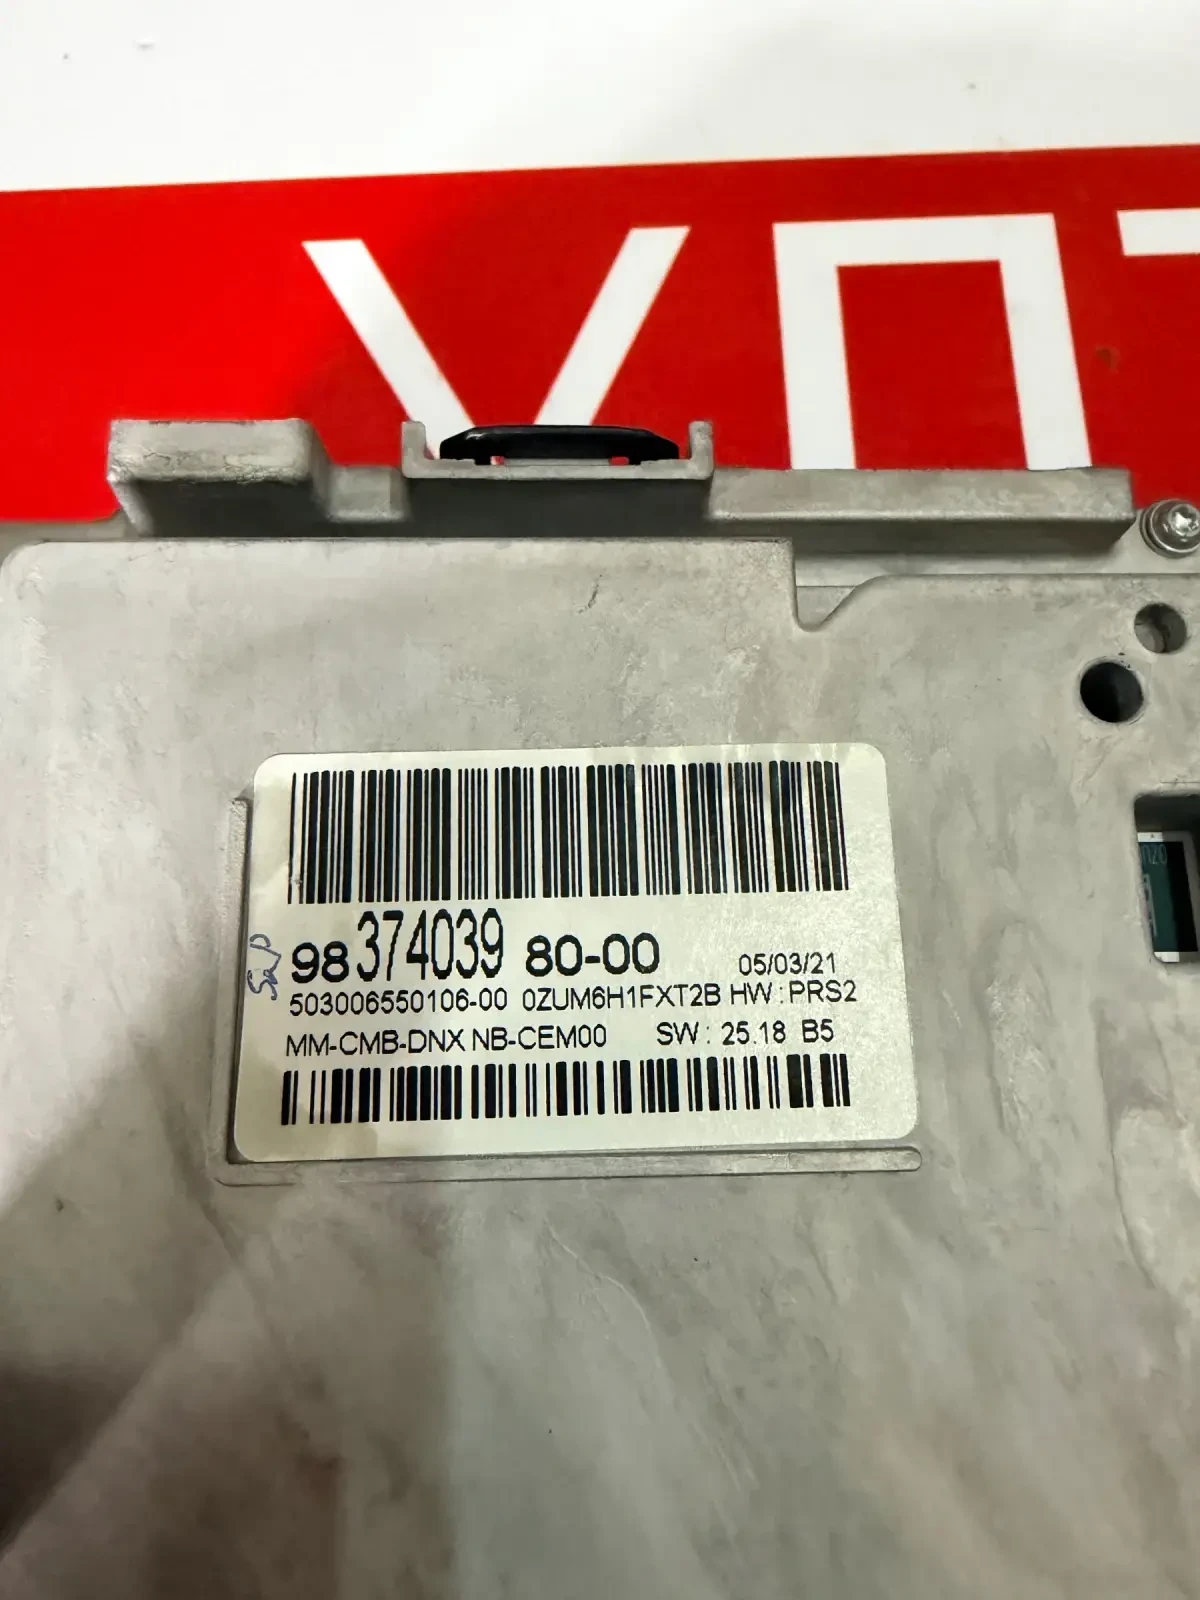 УПТ
98 374039 80-00 05/03/21
503006550106-00 0ZUM6H1FXT2B HW : PRS2
MM-CMB-DNX NB-CEM00 SW : 25.18 B5